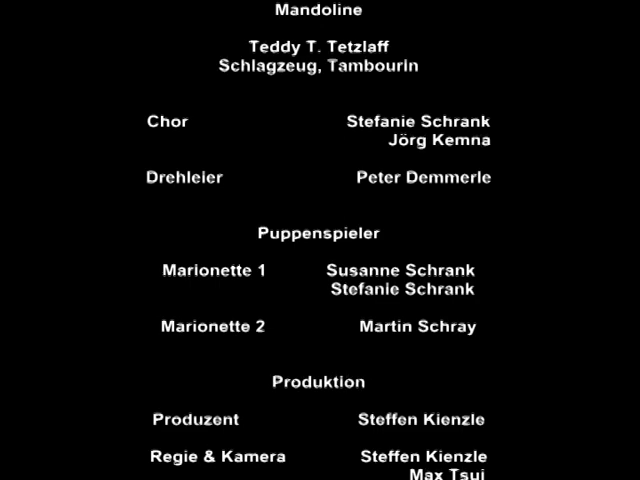 Mandoline
Teddy T. Tetzlaff
Schlagzeug, Tambourin
Chor Stefanie Schrank
Jörg Kemna
Drehleier Peter Demmerle
Puppenspieler
Marionette 1 Susanne Schrank
Stefanie Schrank
Marionette 2 Martin Schray
Produktion
Produzent Steffen Kienzle
Regie & Kamera Steffen Kienzle
Max Tsui